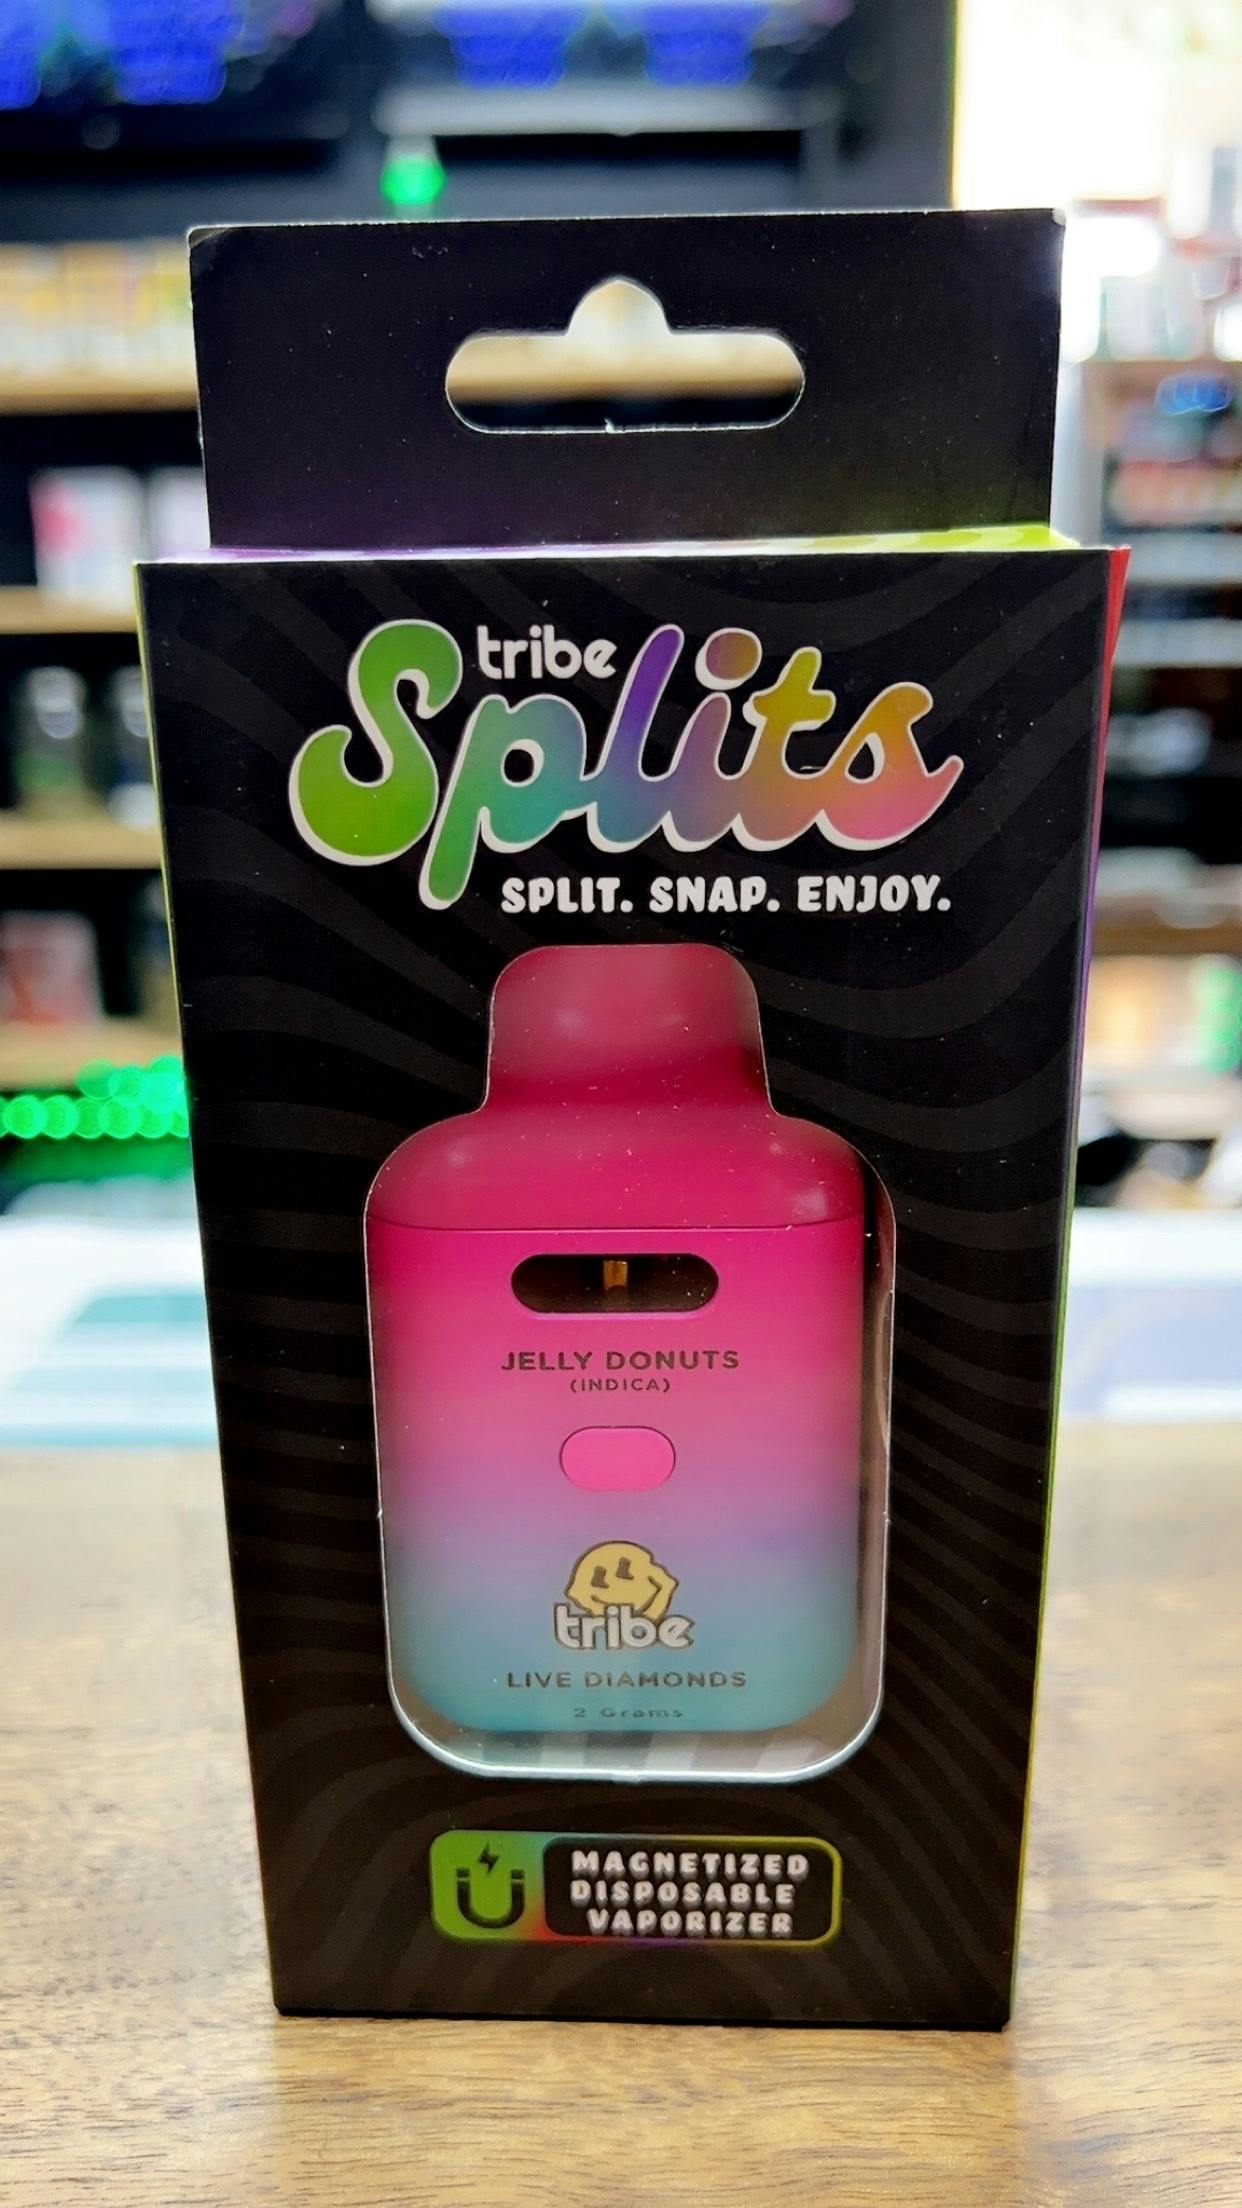 tribe
Splits
SPLIT. SNAP. ENJOY.
JELLY DONUTS
(INDICA)
tribe
LIVE DIAMONDS
2 Grams
MAGNETIZED
DISPOSABLE
VAPORIZER